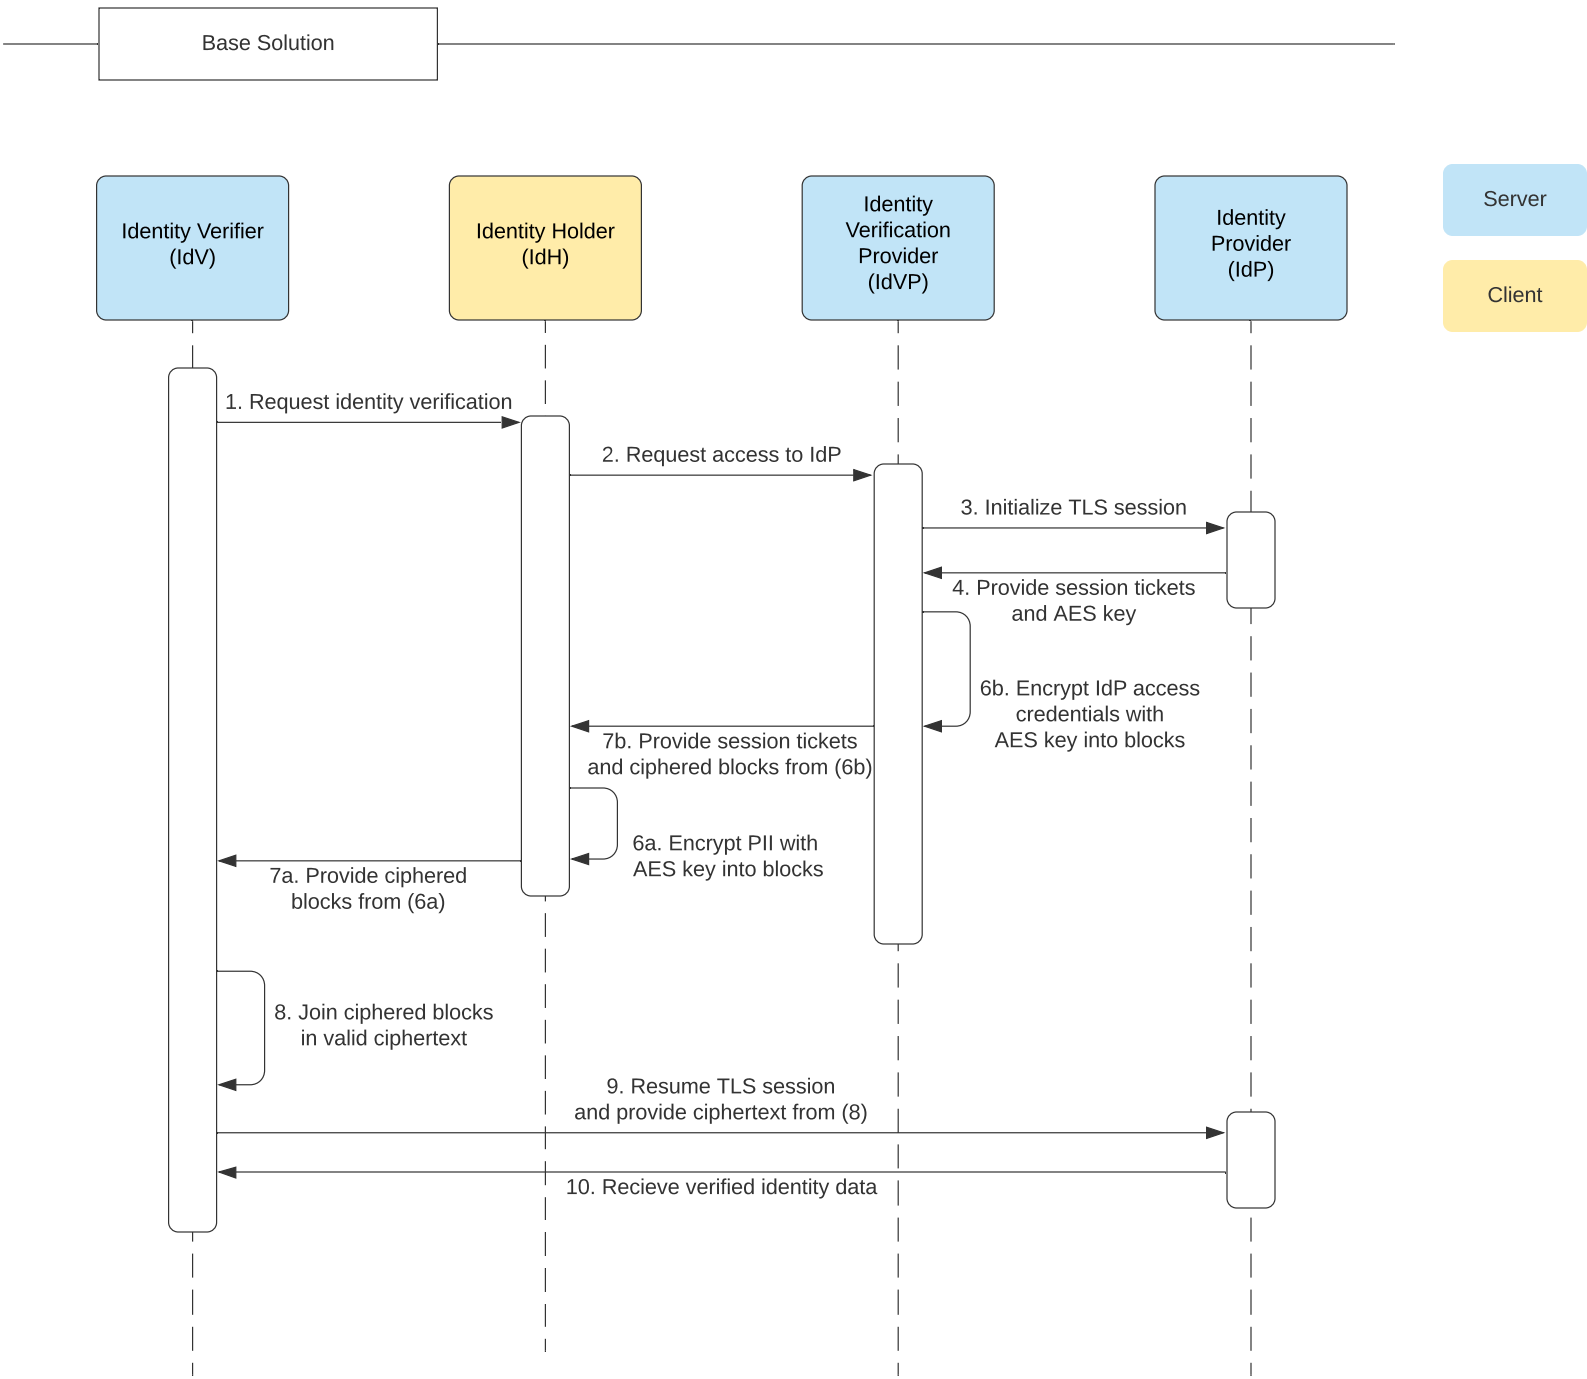 Base Solution
Identity Verifier
(IdV)
Identity Holder
(IdH)
Identity
Verification
Provider
(IdVP)
Identity
Provider
(IdP)
Server
Client
1. Request identity verification
2. Request access to IdP
3. Initialize TLS session
4. Provide session tickets
and AES key
6b. Encrypt IdP access
credentials with
AES key into blocks
7b. Provide session tickets
and ciphered blocks from (6b)
6a. Encrypt PII with
AES key into blocks
7a. Provide ciphered
blocks from (6a)
8. Join ciphered blocks
in valid ciphertext
9. Resume TLS session
and provide ciphertext from (8)
10. Recieve verified identity data